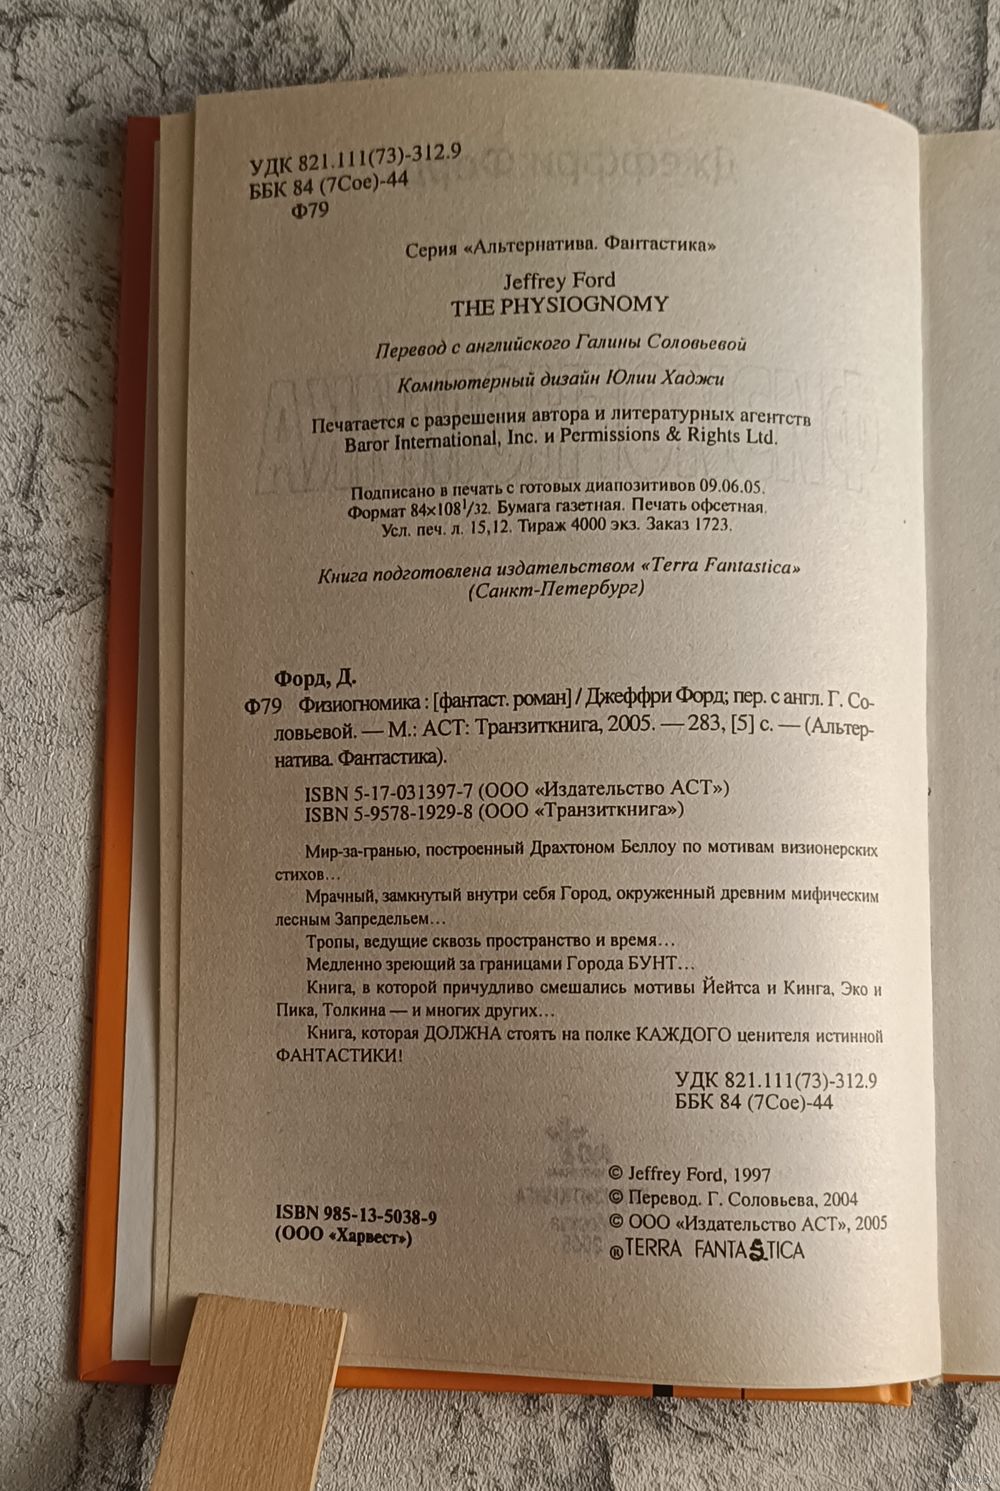 УДК 821.111(73)-312.9
ББК 84 (7Сое)-44
Ф79
Серия «Альтернатива. Фантастика»
Jeffrey Ford
THE PHYSIOGNOMY
Перевод с английского Галины Соловьевой
Компьютерный дизайн Юлии Хаджи
Печатается с разрешения автора и литературных агентств
Baror International, Inc. и Permissions & Rights Ltd.
Подписано в печать с готовых диапозитивов 09.06.05.
Формат 84×108 1/32. Бумага газетная. Печать офсетная.
Усл. печ. л. 15,12. Тираж 4000 экз. Заказ 1723.
Книга подготовлена издательством «Terra Fantastica»
(Санкт-Петербург)
Форд, Д.
Ф79 Физиогномика : [фантаст. роман] / Джеффри Форд; пер. с англ. Г. Со-
ловьевой. — М.: АСТ: Транзиткнига, 2005. — 283, [5] с. — (Альтер-
натива. Фантастика).
ISBN 5-17-031397-7 (ООО «Издательство АСТ»)
ISBN 5-9578-1929-8 (ООО «Транзиткнига»)
Мир-за-гранью, построенный Драхтоном Беллоу по мотивам визионерских
стихов...
Мрачный, замкнутый внутри себя Город, окруженный древним мифическим
лесным Запредельем...
Тропы, ведущие сквозь пространство и время...
Медленно зреющий за границами Города БУНТ...
Книга, в которой причудливо смешались мотивы Йейтса и Кинга, Эко и
Пика, Толкина — и многих других...
Книга, которая ДОЛЖНА стоять на полке КАЖДОГО ценителя истинной
ФАНТАСТИКИ!
УДК 821.111(73)-312.9
ББК 84 (7Сое)-44
© Jeffrey Ford, 1997
© Перевод. Г. Соловьева, 2004
© ООО «Издательство АСТ», 2005
® TERRA FANTASTICA
ISBN 985-13-5038-9
(ООО «Харвест»)